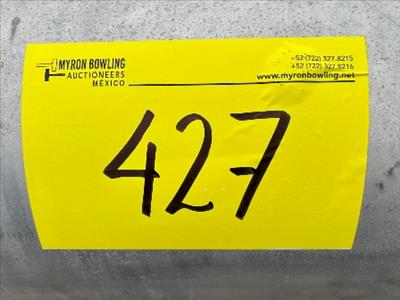 MYRON BOWLING
AUCTIONEERS
MÉXICO
+52 (722) 327.8215
+52 (722) 327.8216
www.myronbowling.net
427